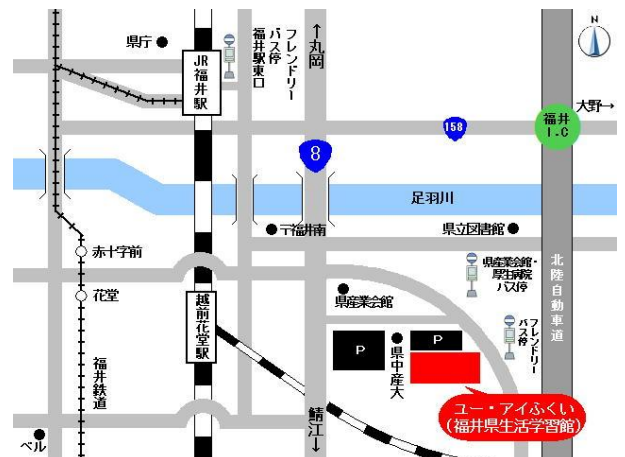 N
県庁
JR福井駅
フレンドリーバス停
福井駅東口
↑丸岡
大野→
158
福井
I.C
8
足羽川
〒福井南
県立図書館
赤十字前
花堂
福井鉄道
越前花堂駅
県産業会館
県産業会館・
厚生病院
バス停
北陸自動車道
フレンドリー
バス停
P
県中産大
P
鯖江↓
ユー・アイふくい
(福井県生活学習館)
ベル